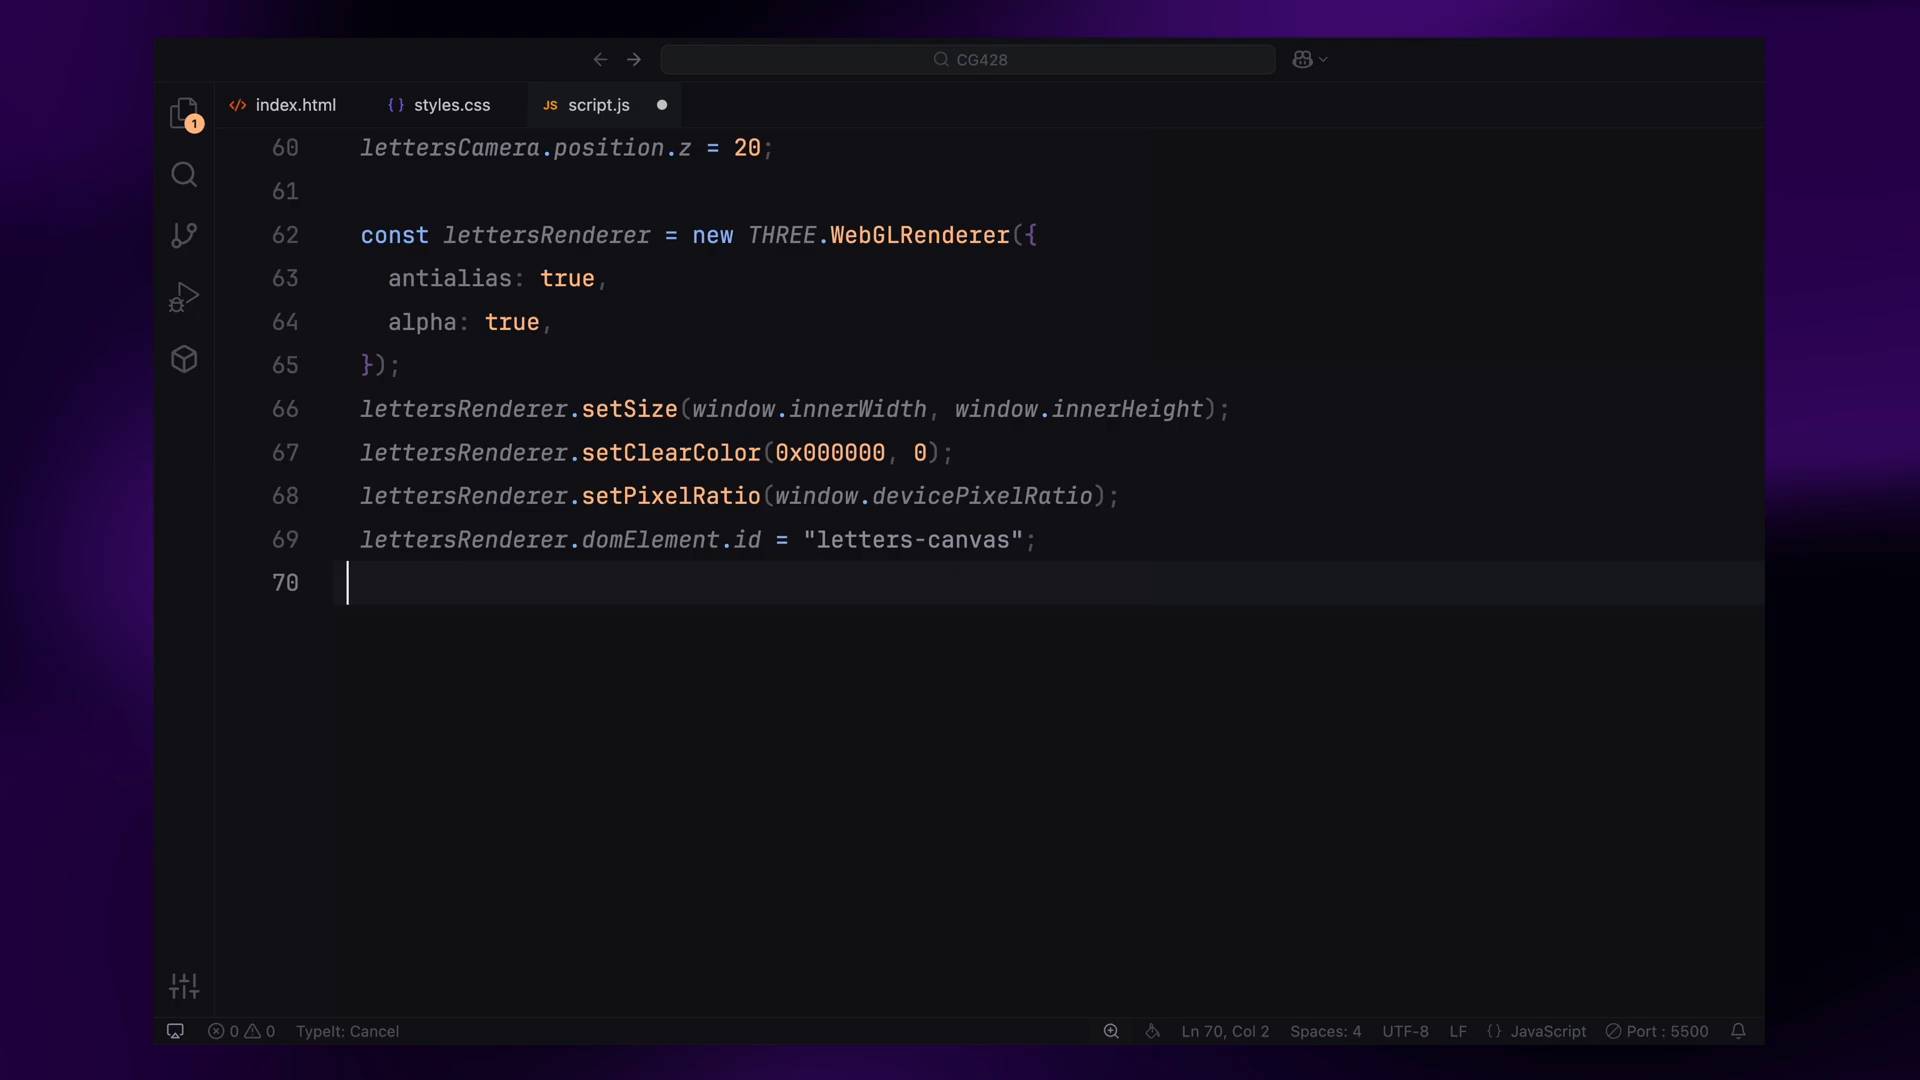 CG428
index.html
styles.css
JS script.js
1
60 lettersCamera.position.z = 20;
61
62 const lettersRenderer = new THREE.WebGLRenderer({
63 antialias: true,
64 alpha: true,
65 });
66 lettersRenderer.setSize(window.innerWidth, window.innerHeight);
67 lettersRenderer.setClearColor(0x000000, 0);
68 lettersRenderer.setPixelRatio(window.devicePixelRatio);
69 lettersRenderer.domElement.id = "letters-canvas";
70
0 0 TypeIt: Cancel Ln 70, Col 2 Spaces: 4 UTF-8 LF {} JavaScript Port : 5500